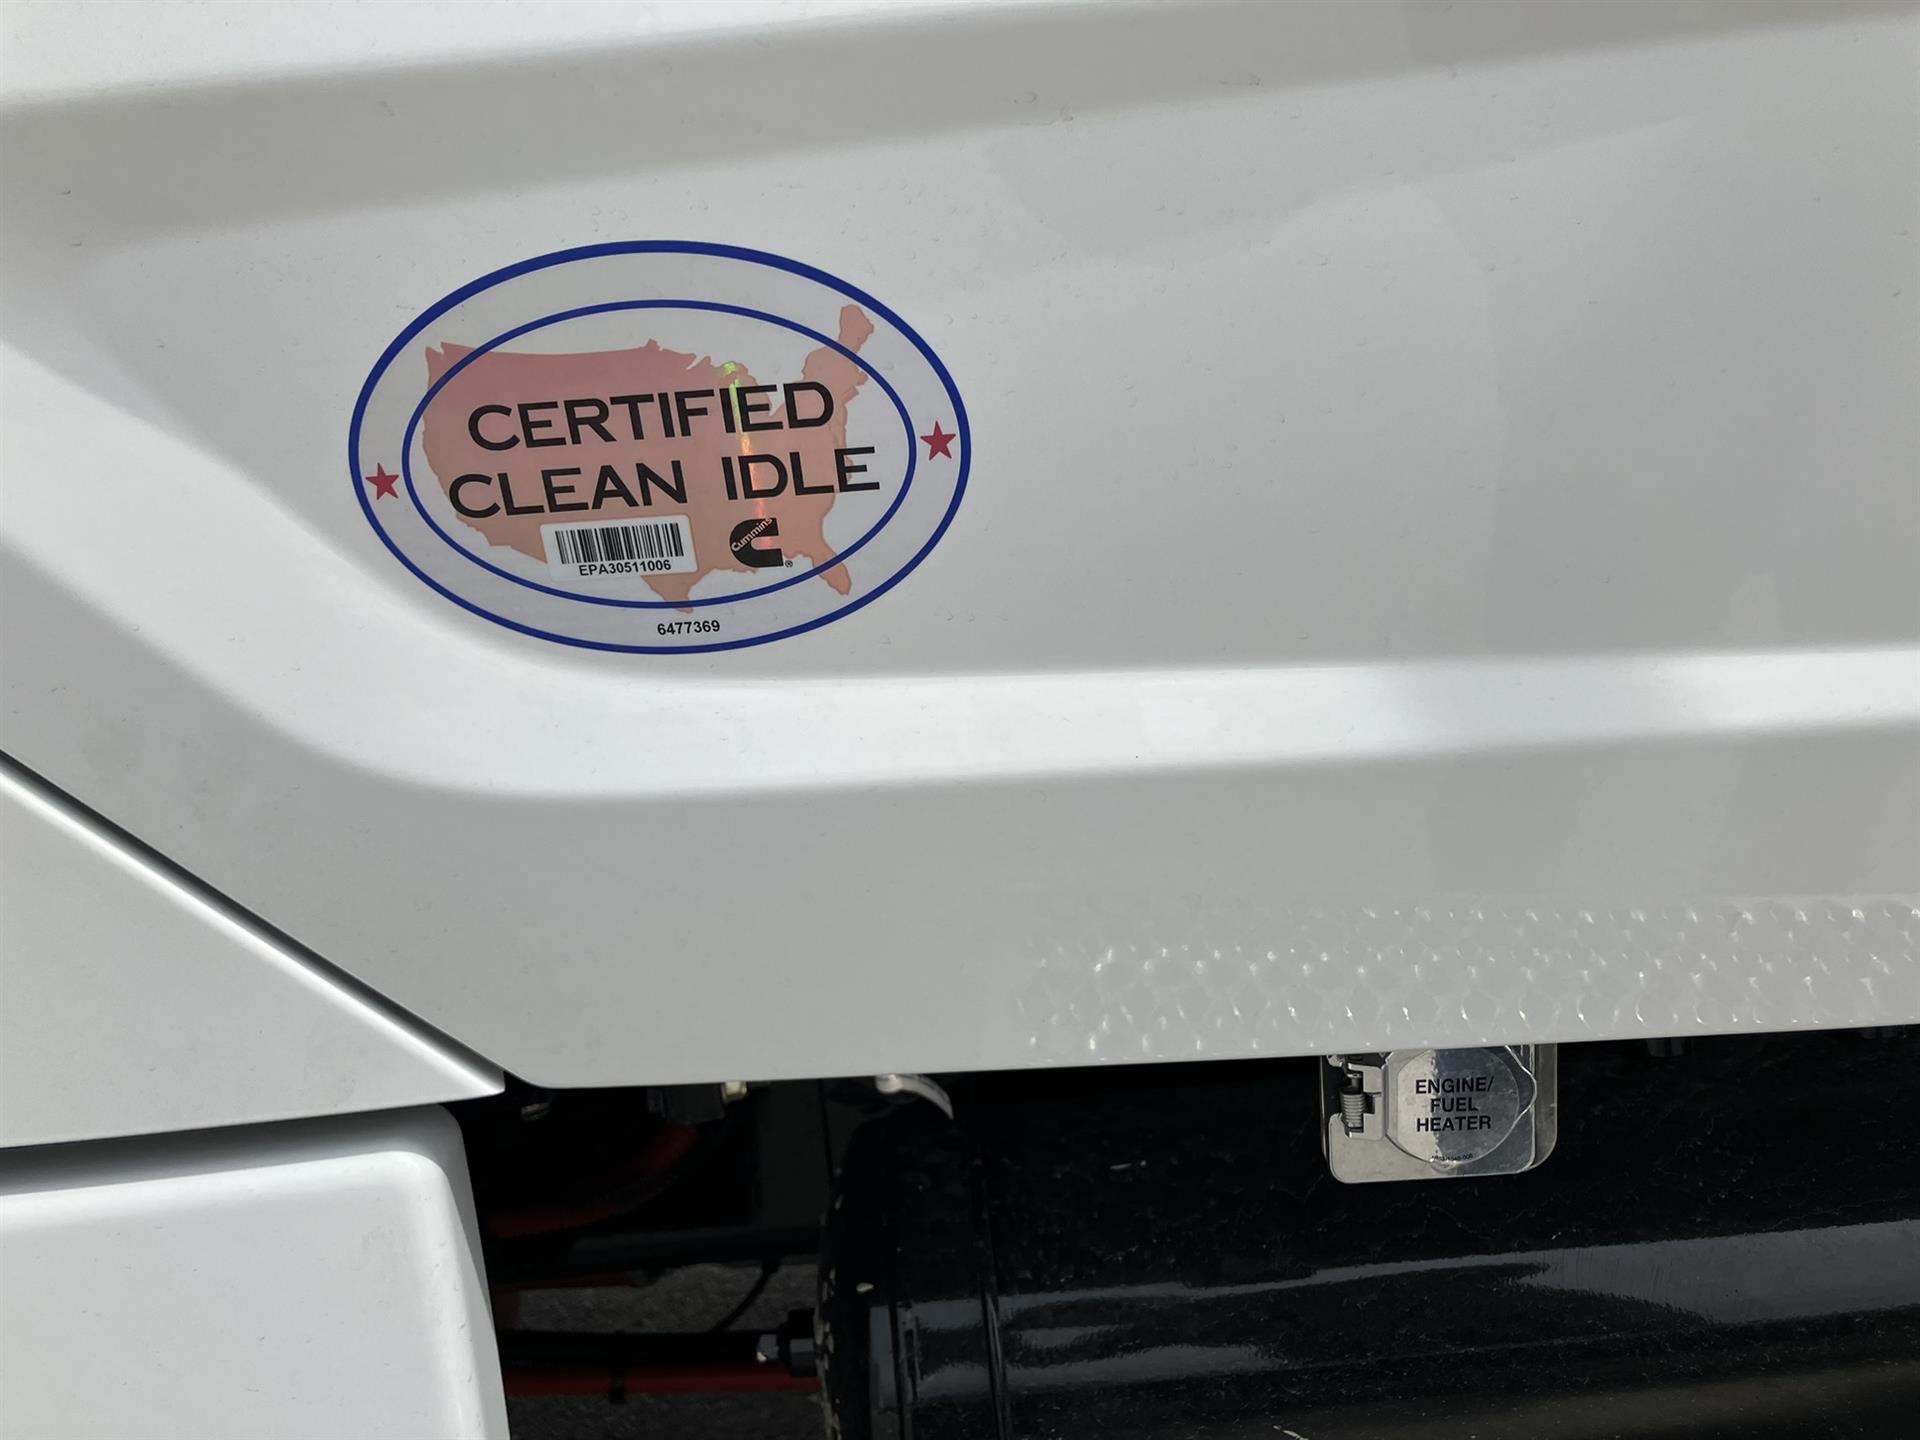 CERTIFIED
CLEAN IDLE
Cummins
®
EPA30511006
6477369
ENGINE/
FUEL
HEATER